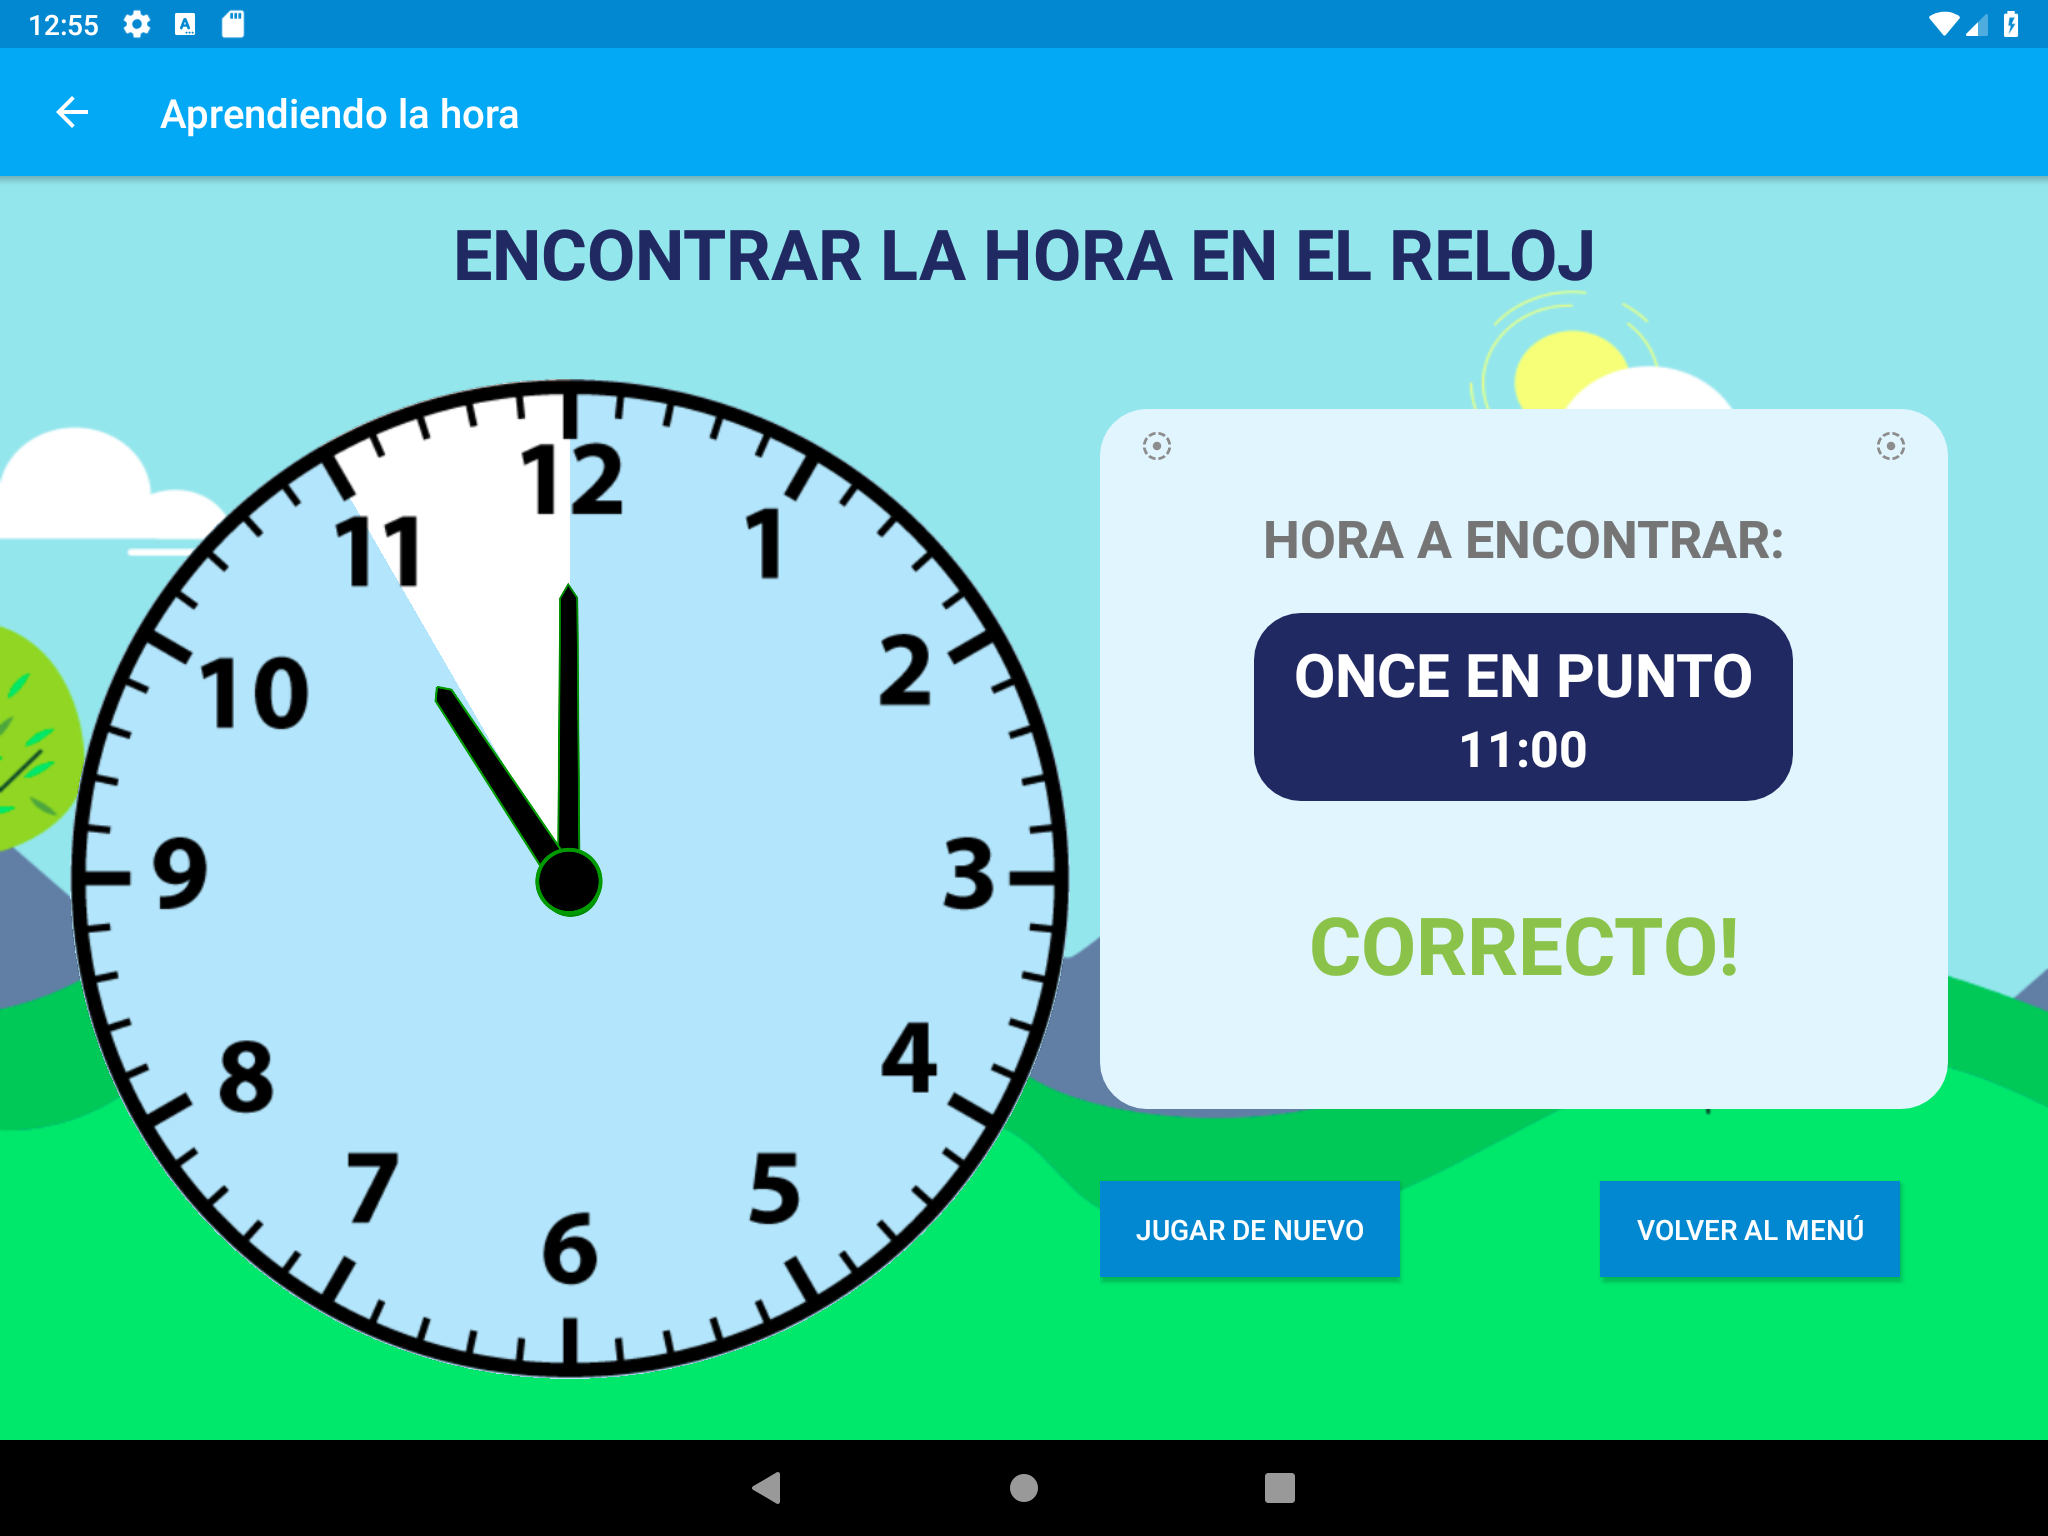 12:55
Aprendiendo la hora
ENCONTRAR LA HORA EN EL RELOJ
12
11
1
10
2
9
3
8
4
7
5
6
HORA A ENCONTRAR:
ONCE EN PUNTO
11:00
CORRECTO!
JUGAR DE NUEVO
VOLVER AL MENÚ